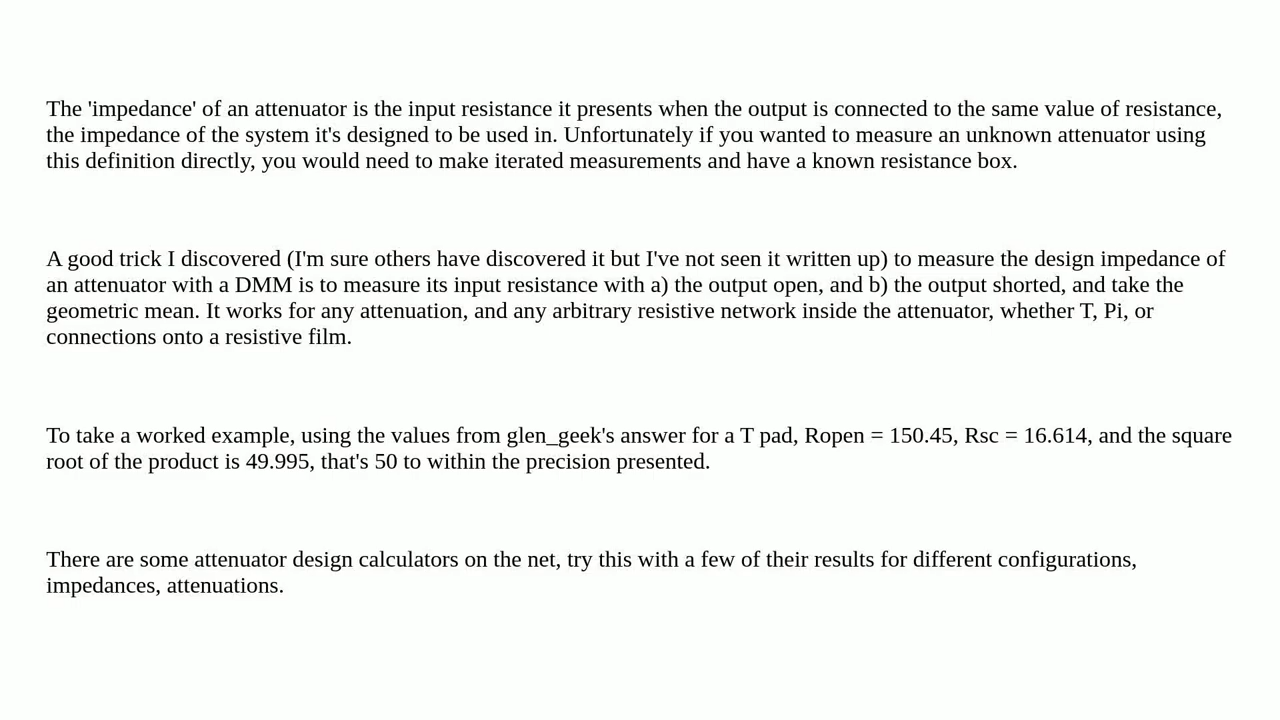 The 'impedance' of an attenuator is the input resistance it presents when the output is connected to the same value of resistance,
the impedance of the system it's designed to be used in. Unfortunately if you wanted to measure an unknown attenuator using
this definition directly, you would need to make iterated measurements and have a known resistance box.
A good trick I discovered (I'm sure others have discovered it but I've not seen it written up) to measure the design impedance of
an attenuator with a DMM is to measure its input resistance with a) the output open, and b) the output shorted, and take the
geometric mean. It works for any attenuation, and any arbitrary resistive network inside the attenuator, whether T, Pi, or
connections onto a resistive film.
To take a worked example, using the values from glen_geek's answer for a T pad, Ropen = 150.45, Rsc = 16.614, and the square
root of the product is 49.995, that's 50 to within the precision presented.
There are some attenuator design calculators on the net, try this with a few of their results for different configurations,
impedances, attenuations.